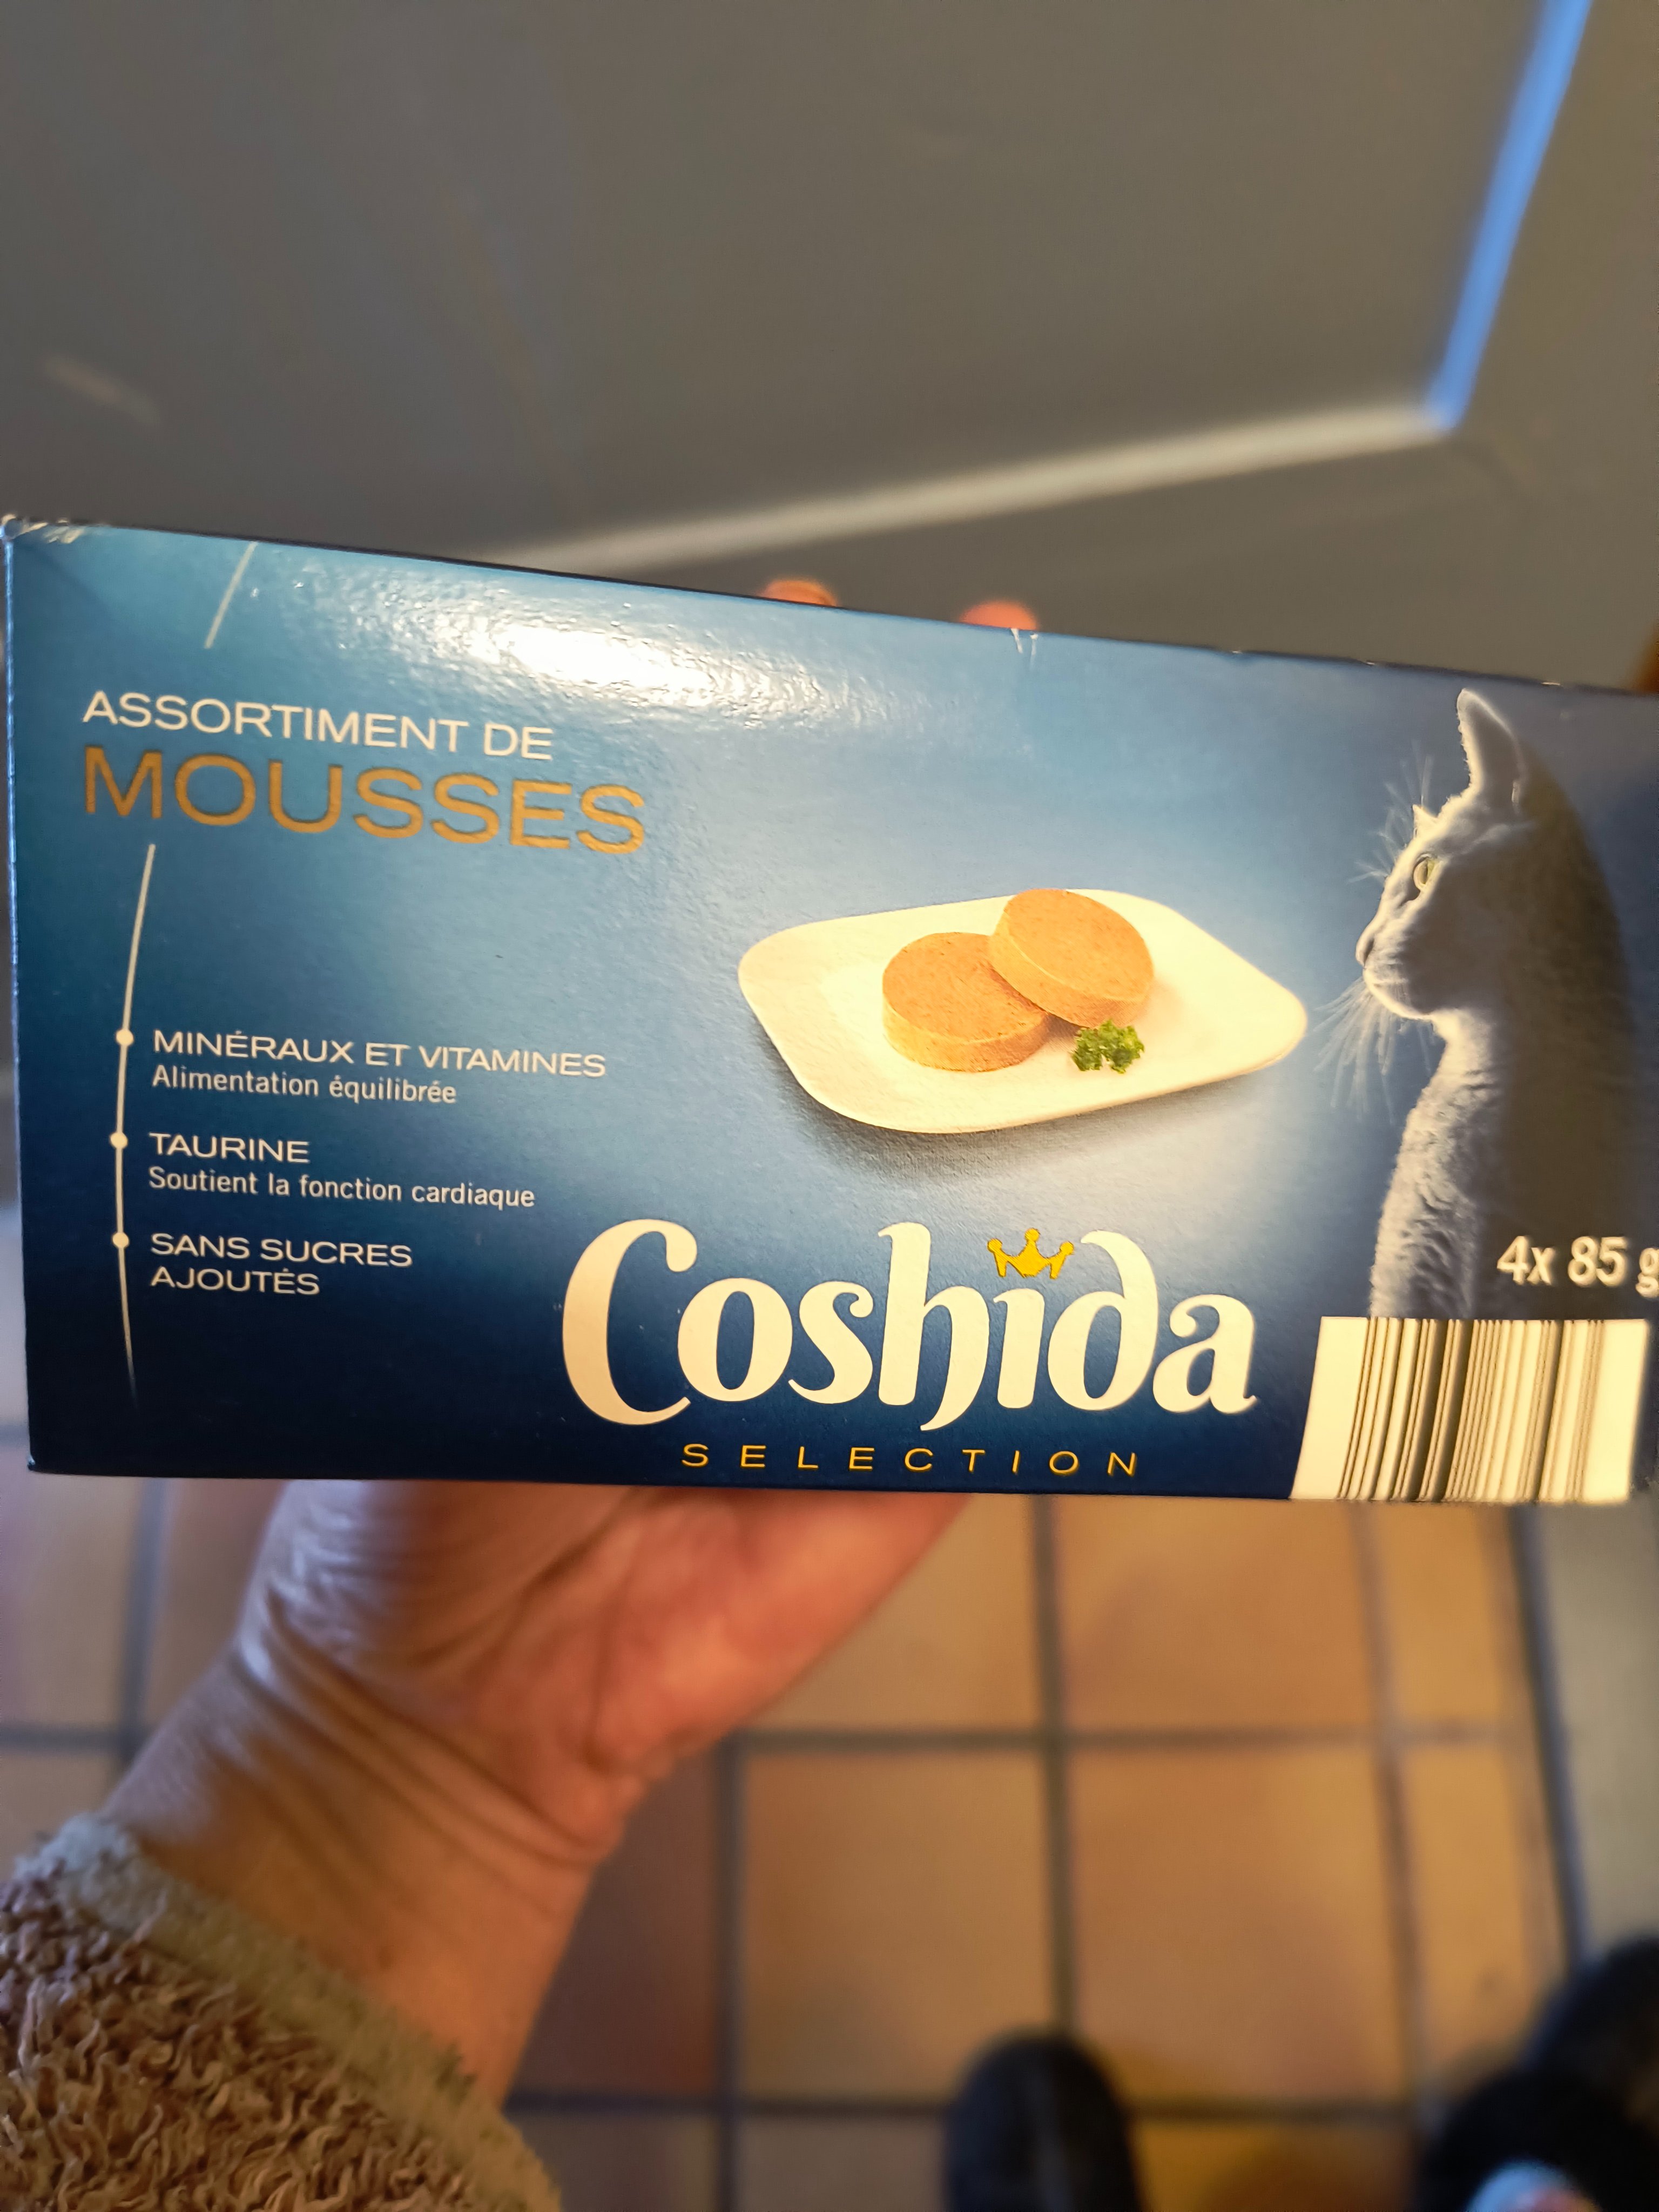 ASSORTIMENT DE
MOUSSES
MINÉRAUX ET VITAMINES
Alimentation équilibrée
TAURINE
Soutient la fonction cardiaque
SANS SUCRES
AJOUTÉS
Coshida
SELECTION
4x 85 g